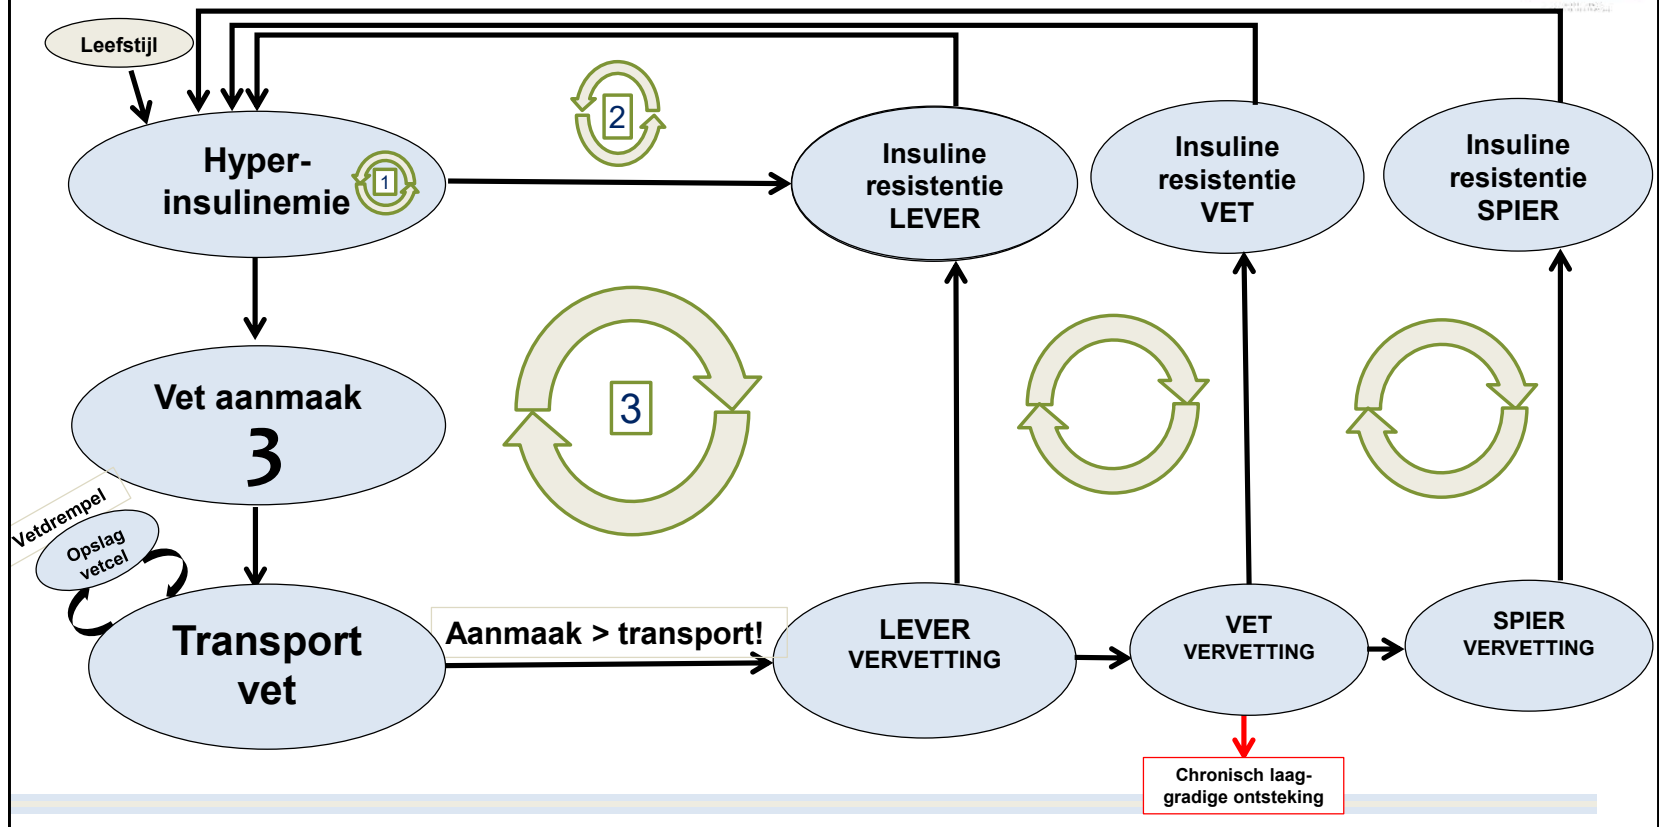 Leefstijl
Hyper-
insulinemie
1
2
Insuline
resistentie
LEVER
Insuline
resistentie
VET
Insuline
resistentie
SPIER
Vet aanmaak
3
3
Vetdrempel
Opslag
vetcel
Transport
vet
Aanmaak > transport!
LEVER
VERVETTING
VET
VERVETTING
SPIER
VERVETTING
Chronisch laag-
gradige ontsteking